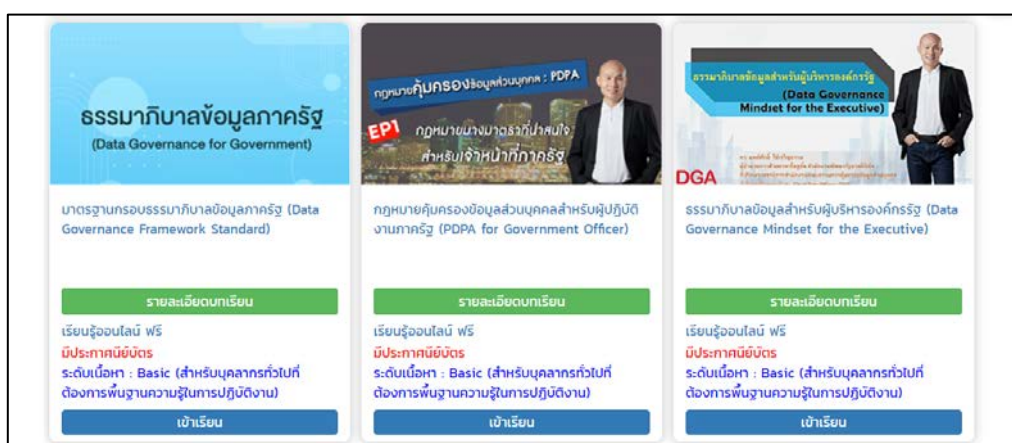 ธรรมาภิบาลข้อมูลภาครัฐ
(Data Governance for Government)
มาตรฐานกรอบธรรมาภิบาลข้อมูลภาครัฐ (Data
Governance Framework Standard)
รายละเอียดบทเรียน
เรียนรู้ออนไลน์ ฟรี
มีประกาศนียบัตร
ระดับเนื้อหา : Basic (สำหรับบุคลากรทั่วไปที่
ต้องการพื้นฐานความรู้ในการปฏิบัติงาน)
เข้าเรียน
กฎหมายคุ้มครองข้อมูลส่วนบุคคล : PDPA
EP1 กฎหมายบางมาตราที่น่าสนใจ
สำหรับเจ้าหน้าที่ภาครัฐ
กฎหมายคุ้มครองข้อมูลส่วนบุคคลสำหรับผู้ปฏิบัติ
งานภาครัฐ (PDPA for Government Officer)
รายละเอียดบทเรียน
เรียนรู้ออนไลน์ ฟรี
มีประกาศนียบัตร
ระดับเนื้อหา : Basic (สำหรับบุคลากรทั่วไปที่
ต้องการพื้นฐานความรู้ในการปฏิบัติงาน)
เข้าเรียน
ธรรมาภิบาลข้อมูลสำหรับผู้บริหารองค์กรรัฐ
(Data Governance
Mindset for the Executive)
DGA
ธรรมาภิบาลข้อมูลสำหรับผู้บริหารองค์กรรัฐ (Data
Governance Mindset for the Executive)
รายละเอียดบทเรียน
เรียนรู้ออนไลน์ ฟรี
มีประกาศนียบัตร
ระดับเนื้อหา : Basic (สำหรับบุคลากรทั่วไปที่
ต้องการพื้นฐานความรู้ในการปฏิบัติงาน)
เข้าเรียน